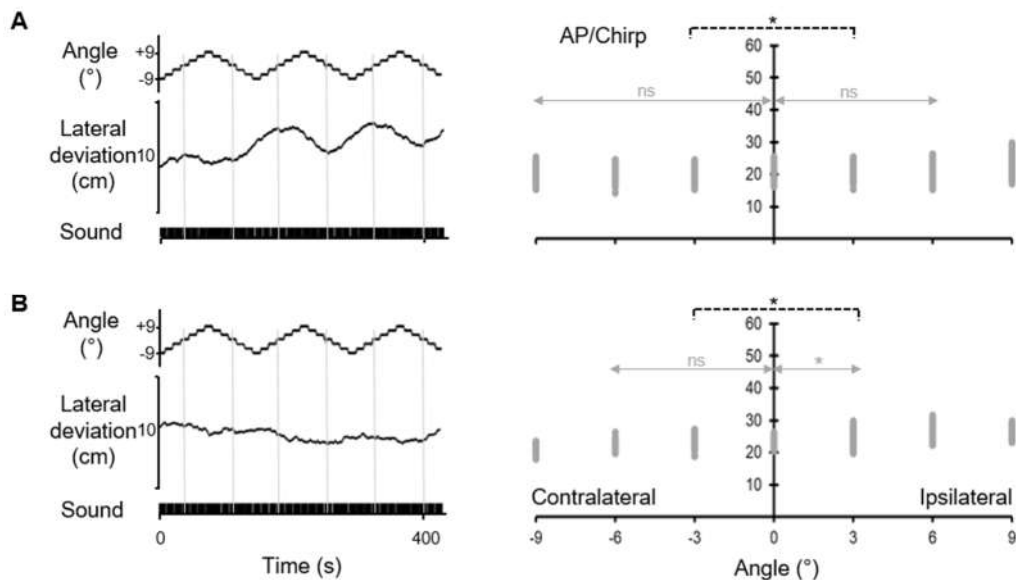 A
Angle
(°)
+9
-9
Lateral
deviation
(cm)
10
Sound
AP/Chirp
*
60
50
40
30
20
10
ns
ns
B
Angle
(°)
+9
-9
Lateral
deviation
(cm)
10
Sound
0
400
Time (s)
*
60
50
40
30
20
10
ns
*
Contralateral
Ipsilateral
-9 -6 -3 0 3 6 9
Angle (°)